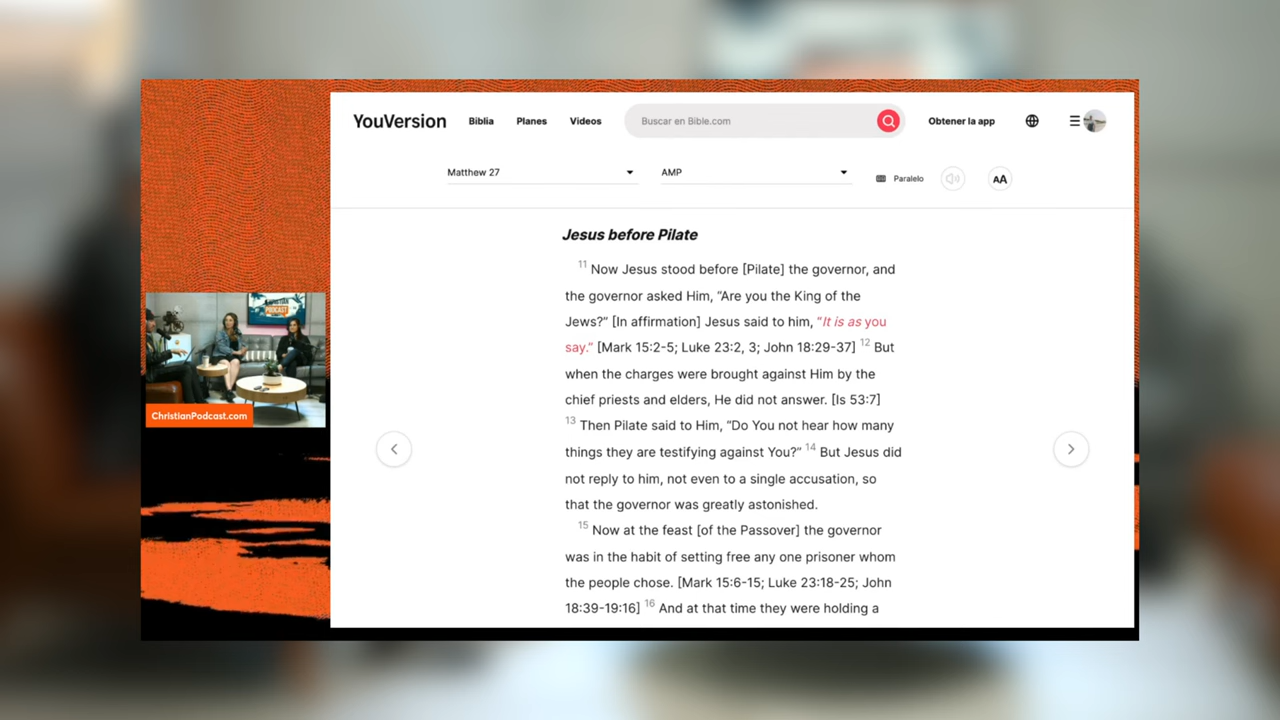 YouVersion Biblia Planes Videos Buscar en Bible.com Obtener la app
Matthew 27 AMP Paralelo AA
Jesus before Pilate
11 Now Jesus stood before [Pilate] the governor, and
the governor asked Him, “Are you the King of the
Jews?” [In affirmation] Jesus said to him, “It is as you
say.” [Mark 15:2-5; Luke 23:2, 3; John 18:29-37] 12 But
when the charges were brought against Him by the
chief priests and elders, He did not answer. [Is 53:7]
13 Then Pilate said to Him, “Do You not hear how many
things they are testifying against You?” 14 But Jesus did
not reply to him, not even to a single accusation, so
that the governor was greatly astonished.
15 Now at the feast [of the Passover] the governor
was in the habit of setting free any one prisoner whom
the people chose. [Mark 15:6-15; Luke 23:18-25; John
18:39-19:16] 16 And at that time they were holding a
PODCAST
ChristianPodcast.com